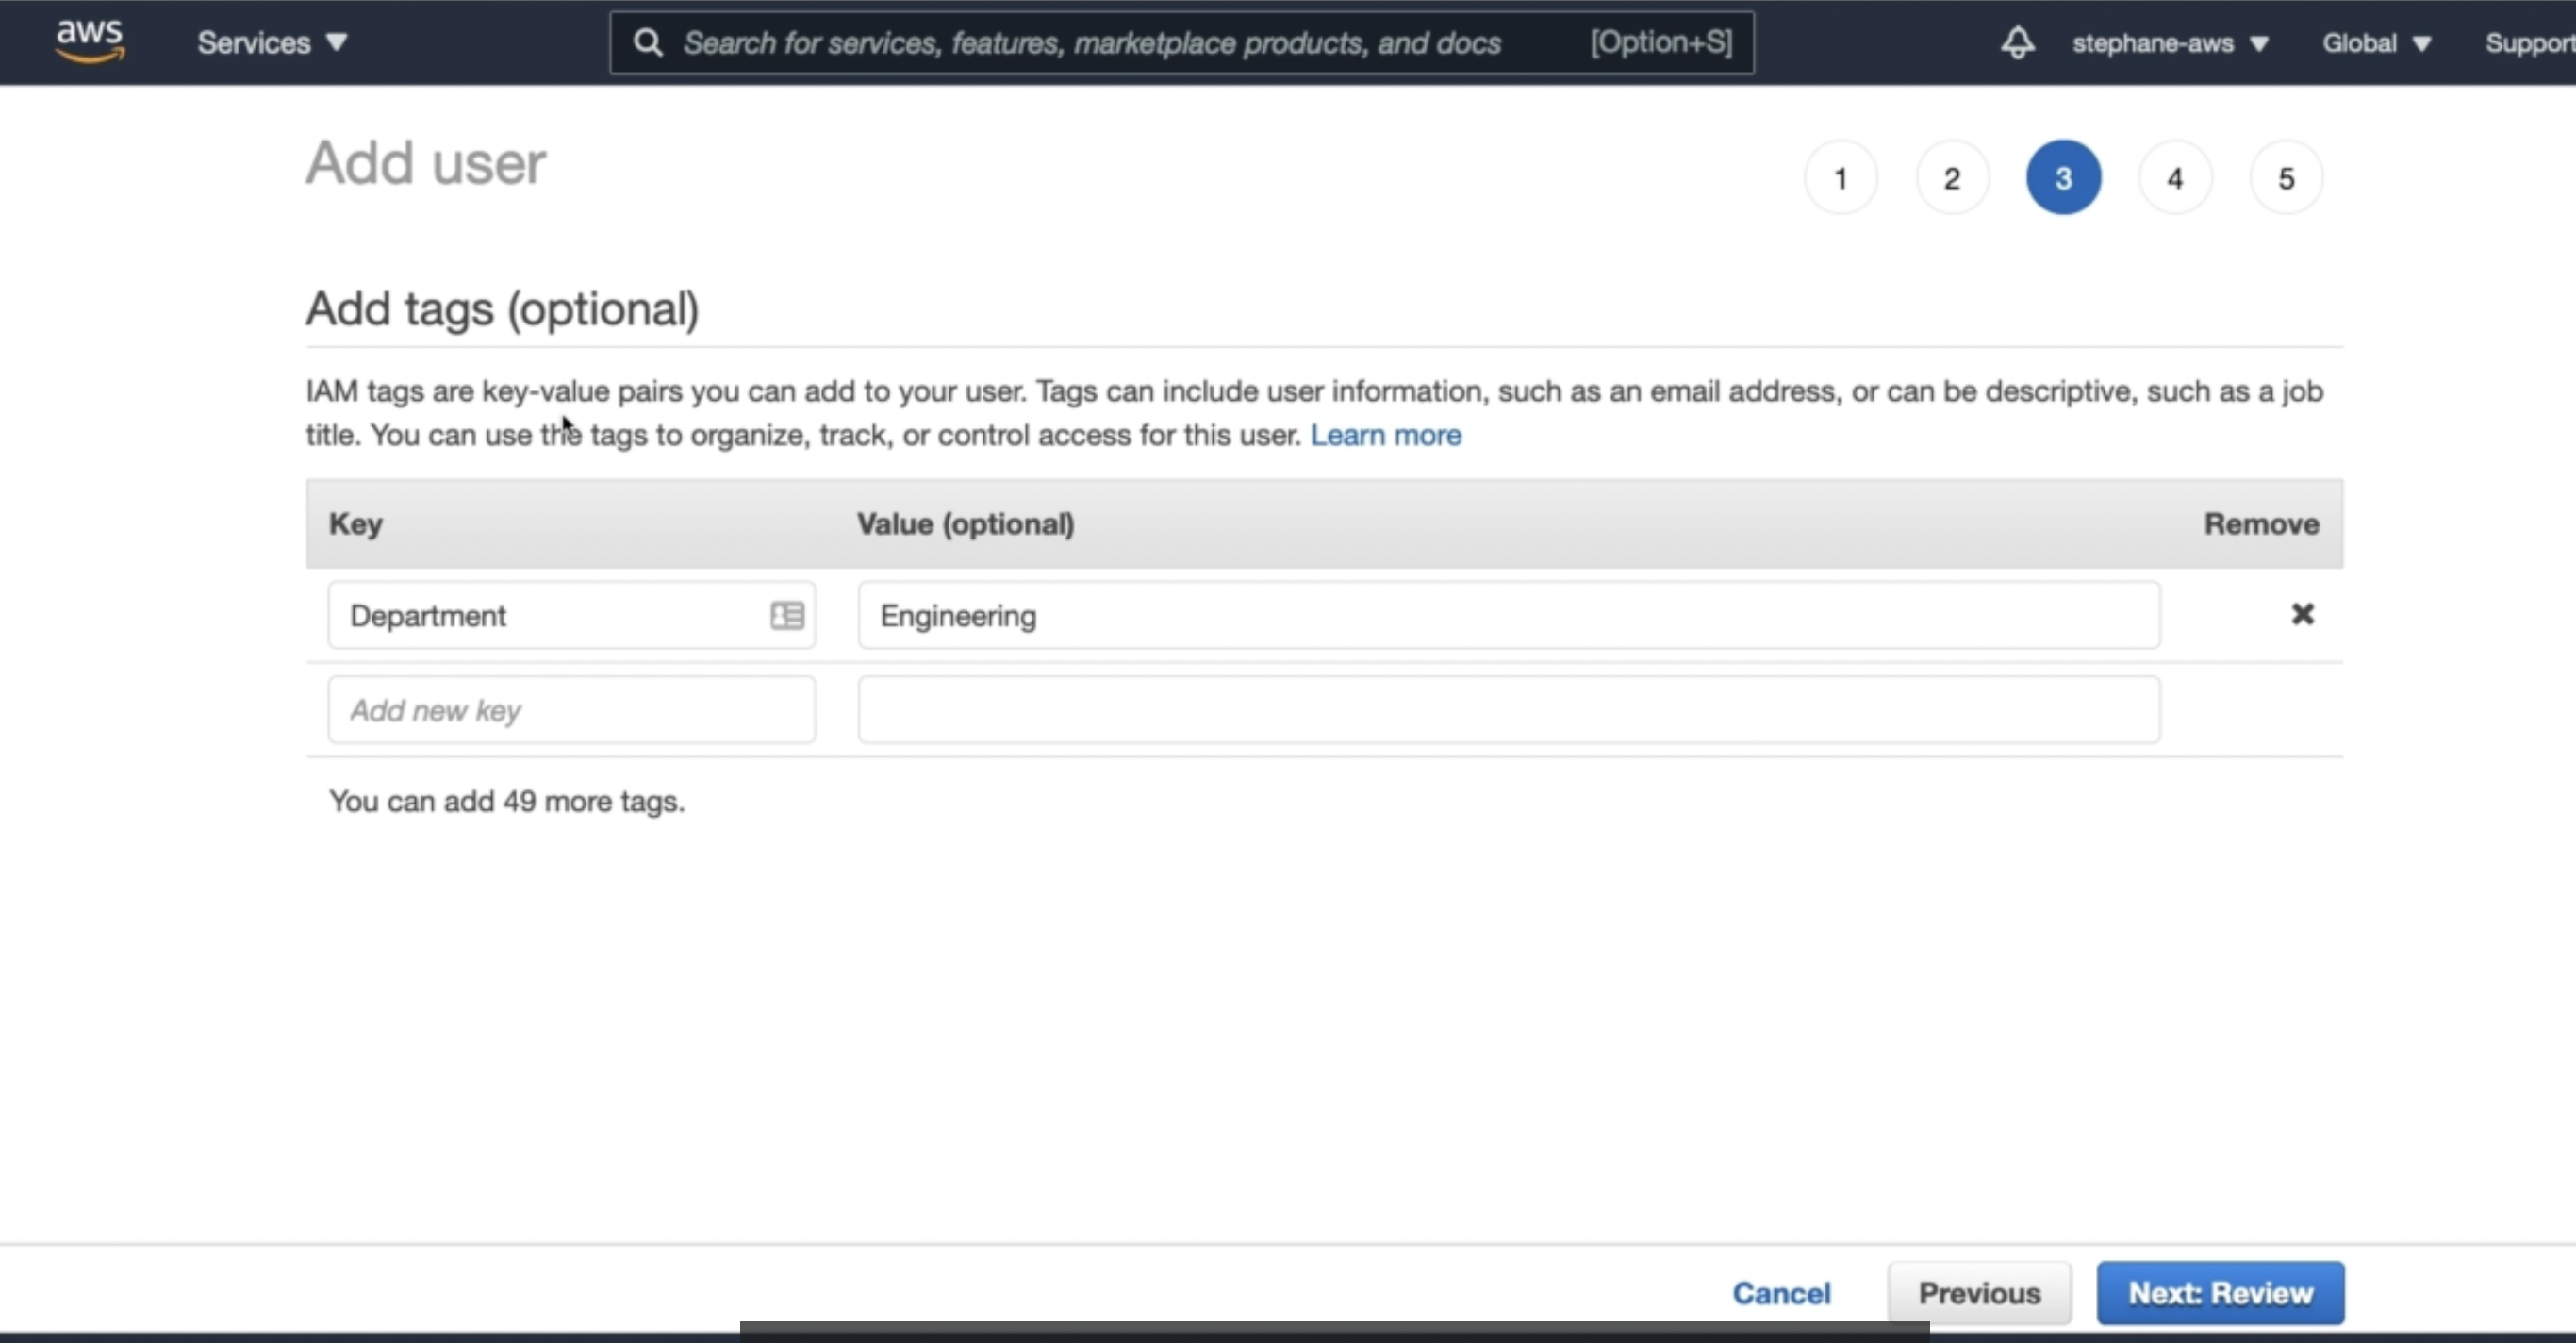 aws Services Search for services, features, marketplace products, and docs [Option+S] stephane-aws Global Support
Add user 1 2 3 4 5
Add tags (optional)
IAM tags are key-value pairs you can add to your user. Tags can include user information, such as an email address, or can be descriptive, such as a job
title. You can use the tags to organize, track, or control access for this user. Learn more
Key Value (optional) Remove
Department Engineering
Add new key
You can add 49 more tags.
Cancel Previous Next: Review